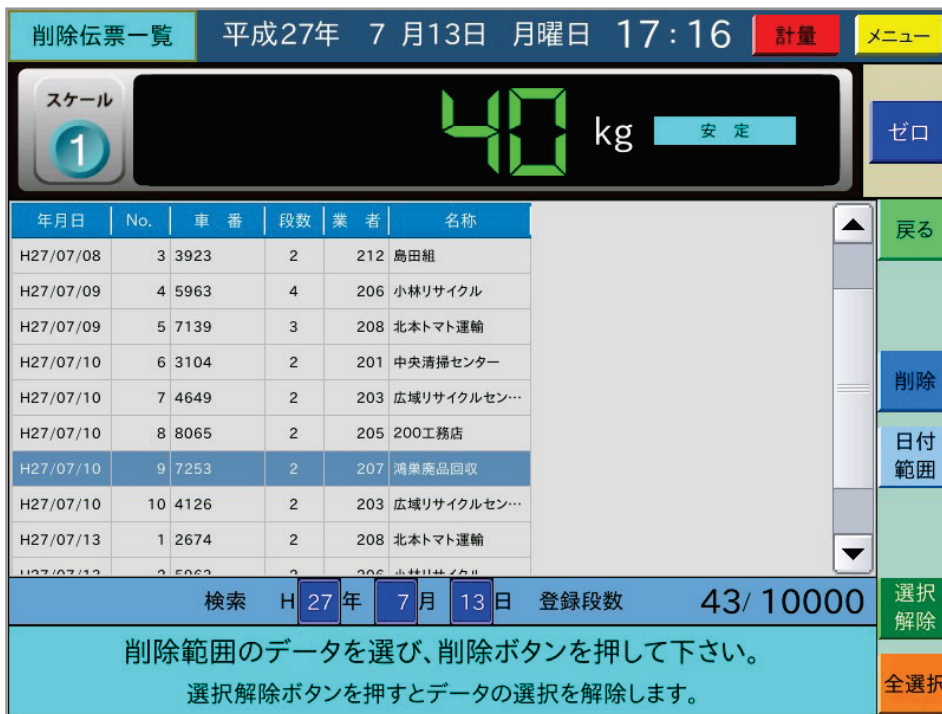 削除伝票一覧 平成27年 7月13日 月曜日 17:16 計量 メニュー
スケール
1
40 kg 安定
ゼロ
年月日 No. 車番 段数 業者 名称
戻る
H27/07/08 3 3923 2 212 島田組
H27/07/09 4 5963 4 206 小林リサイクル
H27/07/09 5 7139 3 208 北本トマト運輸
H27/07/10 6 3104 2 201 中央清掃センター
削除
H27/07/10 7 4649 2 203 広域リサイクルセン…
H27/07/10 8 8065 2 205 200工務店
日付
範囲
H27/07/10 9 7253 2 207 鴻巣廃品回収
H27/07/10 10 4126 2 203 広域リサイクルセン…
H27/07/13 1 2674 2 208 北本トマト運輸
検索 H 27 年 7 月 13 日 登録段数 43/ 10000
選択
解除
削除範囲のデータを選び、削除ボタンを押して下さい。
選択解除ボタンを押すとデータの選択を解除します。
全選択